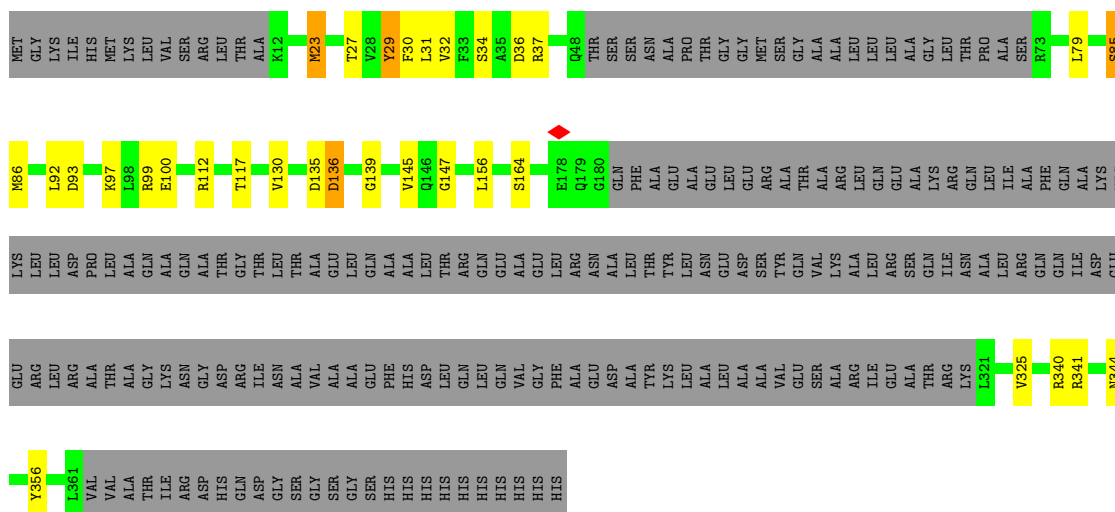 MET GLY LYS ILE HIS MET LYS LEU VAL SER ARG LEU THR ALA K12 M23 T27 V28 Y29 F30 L31 V32 F33 S34 A35 D36 R37 Q48 THR SER SER ASN ALA PRO THR GLY GLY MET SER GLY ALA ALA LEU LEU LEU ALA GLY LEU THR PRO ALA SER R73 L79 S85
M86 L92 D93 K97 L98 R99 E100 R112 T117 V130 D135 D136 G139 V145 Q146 G147 L156 S164 E178 Q179 G180 GLN PHE ALA GLU ALA GLU LEU GLU ARG ALA THR ALA ARG LEU GLN GLU ALA LYS ARG GLN LEU ILE ALA PHE GLN ALA LYS
LYS LEU LEU ASP PRO LEU ALA GLN ALA GLN ALA THR GLY THR LEU THR ALA GLU LEU GLN ALA ALA LEU THR ARG GLN GLU ALA GLU LEU ARG ASN ALA LEU THR TYR LEU ASN GLU ASP SER TYR GLN VAL LYS ALA LEU ARG SER GLN ILE ASN ALA LEU ARG GLN GLN ILE ASP GLU
GLU ARG LEU ARG ALA THR ALA GLY LYS ASN GLY ASP ARG ILE ASN ALA VAL ALA ALA GLU PHE HIS ASP LEU GLN LEU GLN VAL GLY PHE ALA GLU ASP ALA TYR LYS LEU ALA LEU ALA ALA VAL GLU SER ALA ARG ILE GLU ALA THR ARG LYS L321 V325 R340 R341 N344
Y356 L361 VAL VAL ALA THR ILE ARG ASP HIS GLN ASP GLY SER GLY SER GLY SER HIS HIS HIS HIS HIS HIS HIS HIS HIS HIS